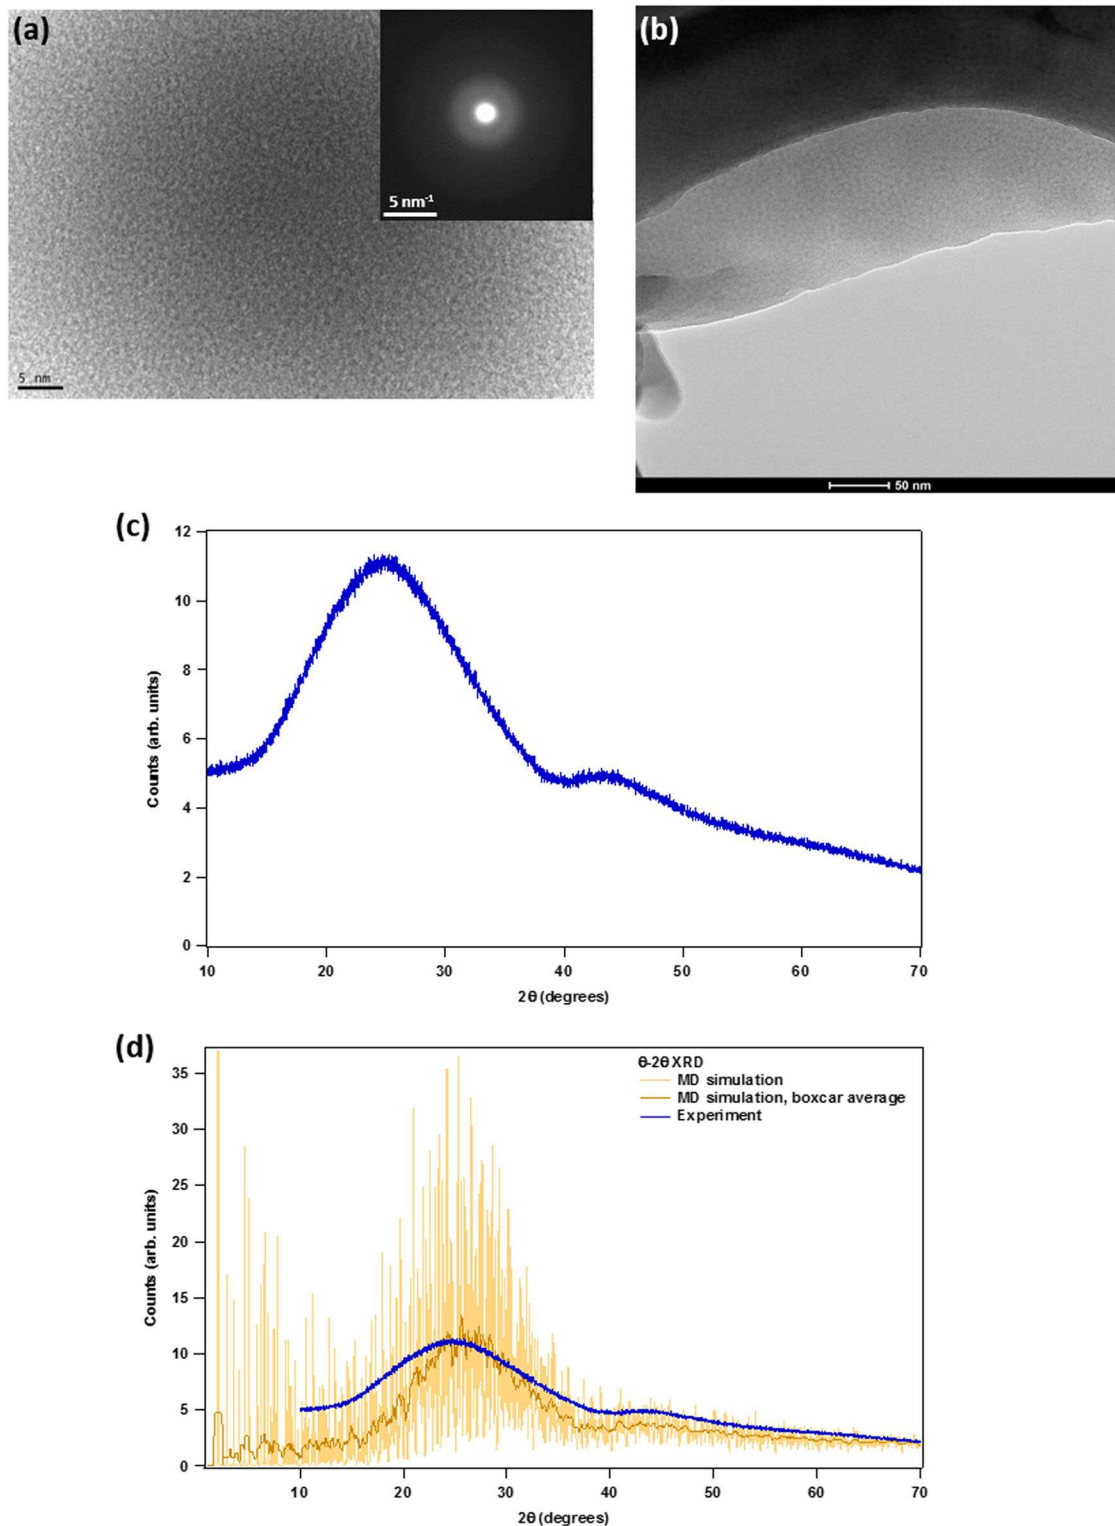 (a)
5 nm⁻¹
5 nm
(b)
50 nm
(c)
12
10
8
6
4
2
0
Counts (arb. units)
10 20 30 40 50 60 70
2θ (degrees)
(d)
θ-2θ XRD
MD simulation
MD simulation, boxcar average
Experiment
35
30
25
20
15
10
5
0
Counts (arb. units)
10 20 30 40 50 60 70
2θ (degrees)